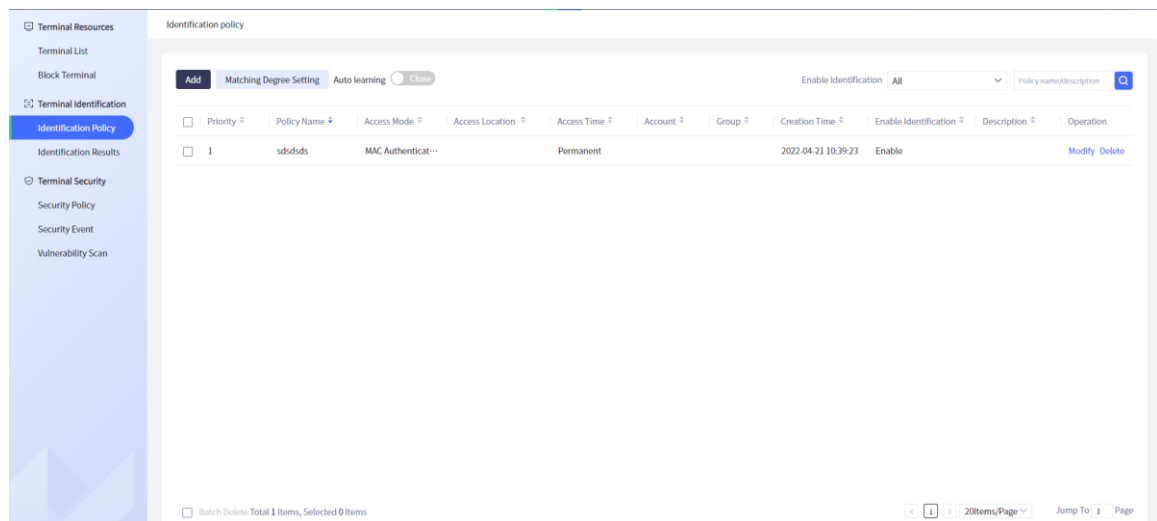 Terminal Resources
Terminal List
Block Terminal
Terminal Identification
Identification Policy
Identification Results
Terminal Security
Security Policy
Security Event
Vulnerability Scan
Identification policy
Add Matching Degree Setting Auto learning Close Enable Identification All Policy name/description
Priority Policy Name Access Mode Access Location Access Time Account Group Creation Time Enable Identification Description Operation
1 sdsdsds MAC Authenticat··· Permanent 2022-04-21 10:39:23 Enable Modify Delete
Batch Delete Total 1 Items, Selected 0 Items < 1 > 20Items/Page Jump To 1 Page